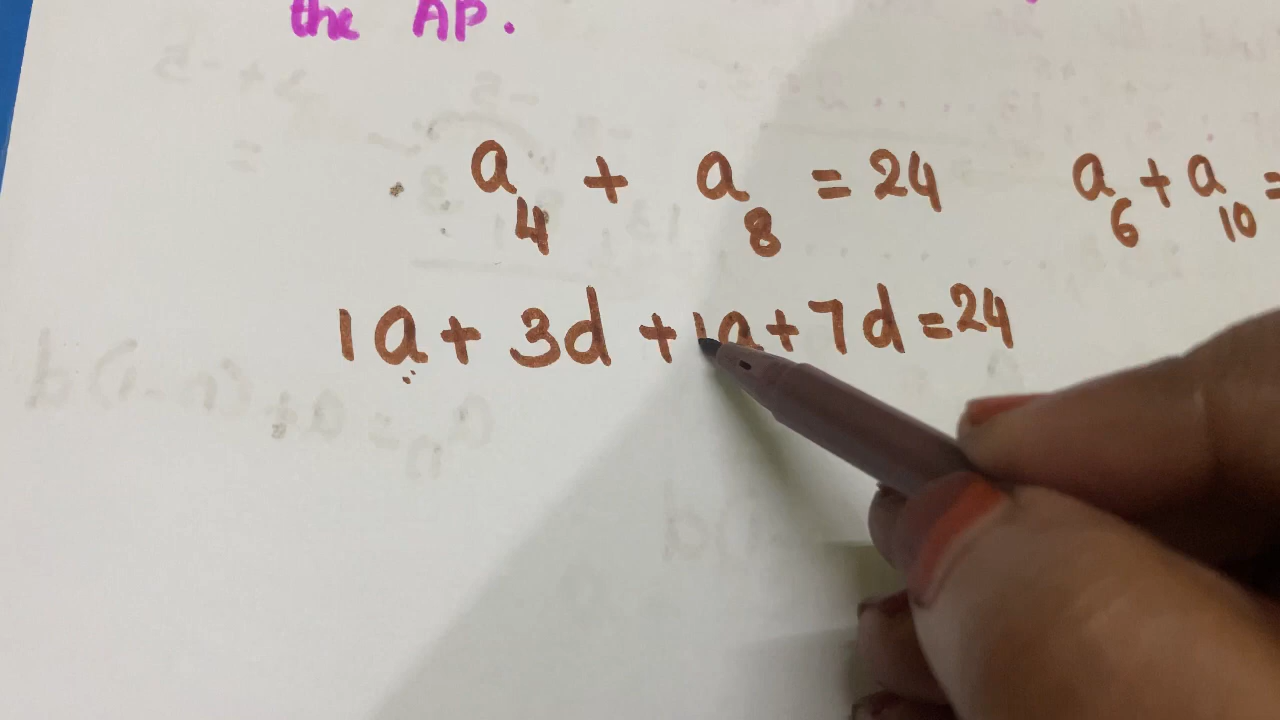 the AP.
a₄ + a₈ = 24 a₆ + a₁₀ =
1a + 3d + 1a + 7d = 24